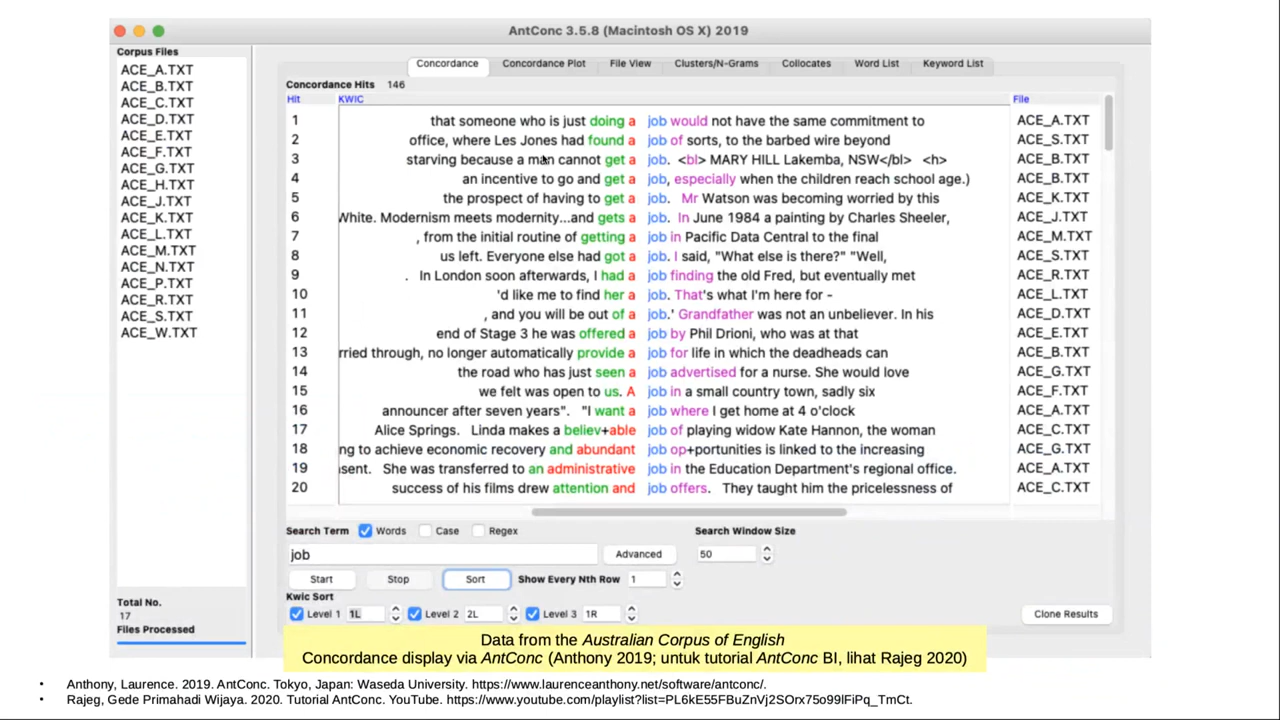 AntConc 3.5.8 (Macintosh OS X) 2019
Corpus Files
ACE_A.TXT
ACE_B.TXT
ACE_C.TXT
ACE_D.TXT
ACE_E.TXT
ACE_F.TXT
ACE_G.TXT
ACE_H.TXT
ACE_J.TXT
ACE_K.TXT
ACE_L.TXT
ACE_M.TXT
ACE_N.TXT
ACE_P.TXT
ACE_R.TXT
ACE_S.TXT
ACE_W.TXT
Total No.
17
Files Processed
Concordance Concordance Plot File View Clusters/N-Grams Collocates Word List Keyword List
Concordance Hits 146
Hit KWIC File
1 that someone who is just doing a job would not have the same commitment to ACE_A.TXT
2 office, where Les Jones had found a job of sorts, to the barbed wire beyond ACE_S.TXT
3 starving because a man cannot get a job. <bl> MARY HILL Lakemba, NSW</bl> <h> ACE_B.TXT
4 an incentive to go and get a job, especially when the children reach school age.) ACE_B.TXT
5 the prospect of having to get a job. Mr Watson was becoming worried by this ACE_K.TXT
6 White. Modernism meets modernity...and gets a job. In June 1984 a painting by Charles Sheeler, ACE_J.TXT
7 , from the initial routine of getting a job in Pacific Data Central to the final ACE_M.TXT
8 us left. Everyone else had got a job. I said, "What else is there?" "Well, ACE_S.TXT
9 . In London soon afterwards, I had a job finding the old Fred, but eventually met ACE_R.TXT
10 'd like me to find her a job. That's what I'm here for - ACE_L.TXT
11 , and you will be out of a job.' Grandfather was not an unbeliever. In his ACE_D.TXT
12 end of Stage 3 he was offered a job by Phil Drioni, who was at that ACE_E.TXT
13 rried through, no longer automatically provide a job for life in which the deadheads can ACE_B.TXT
14 the road who has just seen a job advertised for a nurse. She would love ACE_G.TXT
15 we felt was open to us. A job in a small country town, sadly six ACE_F.TXT
16 announcer after seven years". "I want a job where I get home at 4 o'clock ACE_A.TXT
17 Alice Springs. Linda makes a believ+able job of playing widow Kate Hannon, the woman ACE_C.TXT
18 ng to achieve economic recovery and abundant job op+portunities is linked to the increasing ACE_G.TXT
19 sent. She was transferred to an administrative job in the Education Department's regional office. ACE_A.TXT
20 success of his films drew attention and job offers. They taught him the pricelessness of ACE_C.TXT
Search Term Words Case Regex Search Window Size
job Advanced 50
Start Stop Sort Show Every Nth Row 1
Kwic Sort
Level 1 1L Level 2 2L Level 3 1R Clone Results
Data from the Australian Corpus of English
Concordance display via AntConc (Anthony 2019; untuk tutorial AntConc BI, lihat Rajeg 2020)
• Anthony, Laurence. 2019. AntConc. Tokyo, Japan: Waseda University. https://www.laurenceanthony.net/software/antconc/.
• Rajeg, Gede Primahadi Wijaya. 2020. Tutorial AntConc. YouTube. https://www.youtube.com/playlist?list=PL6kE55FBuZnVj2SOrx75o99lFiPq_TmCt.